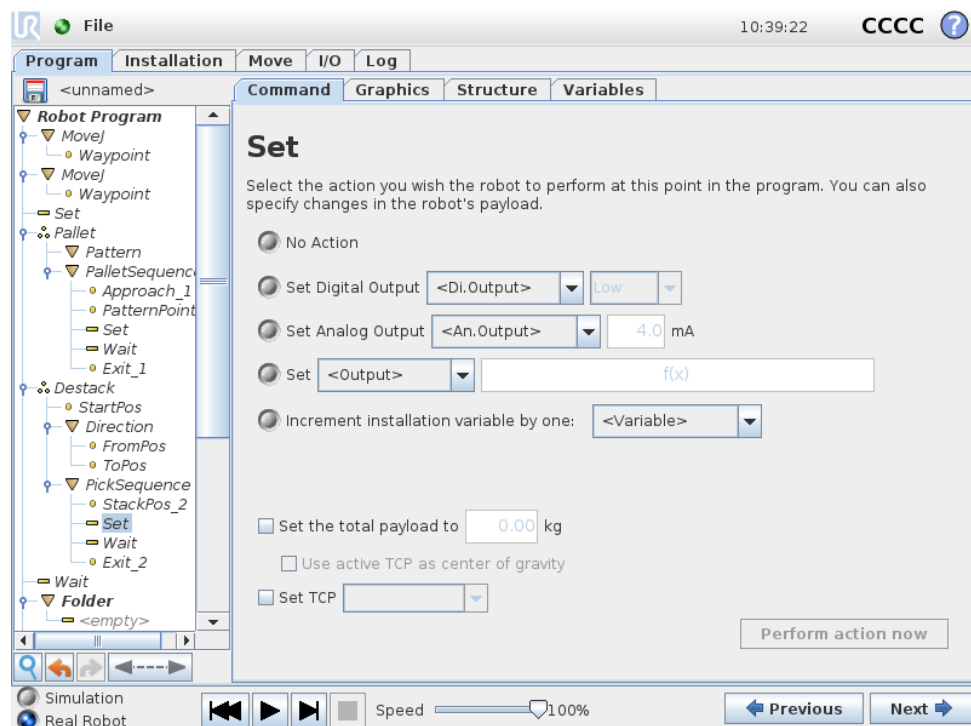 UR File 10:39:22 CCCC ?
Program Installation Move I/O Log
<unnamed>
Command Graphics Structure Variables
Robot Program
MoveJ
Waypoint
MoveJ
Waypoint
Set
Pallet
Pattern
PalletSequenc
Approach_1
PatternPoint
Set
Wait
Exit_1
Destack
StartPos
Direction
FromPos
ToPos
PickSequence
StackPos_2
Set
Wait
Exit_2
Wait
Folder
<empty>
Set
Select the action you wish the robot to perform at this point in the program. You can also
specify changes in the robot's payload.
No Action
Set Digital Output <Di.Output> Low
Set Analog Output <An.Output> 4.0 mA
Set <Output> f(x)
Increment installation variable by one: <Variable>
Set the total payload to 0.00 kg
Use active TCP as center of gravity
Set TCP
Perform action now
Simulation
Real Robot
Speed 100%
Previous Next